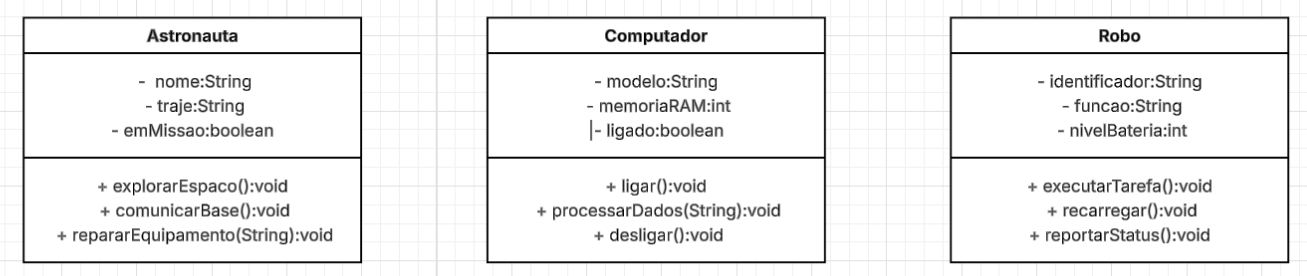 Astronauta
- nome:String
- traje:String
- emMissao:boolean
+ explorarEspaco():void
+ comunicarBase():void
+ repararEquipamento(String):void
Computador
- modelo:String
- memoriaRAM:int
- ligado:boolean
+ ligar():void
+ processarDados(String):void
+ desligar():void
Robo
- identificador:String
- funcao:String
- nivelBateria:int
+ executarTarefa():void
+ recarregar():void
+ reportarStatus():void